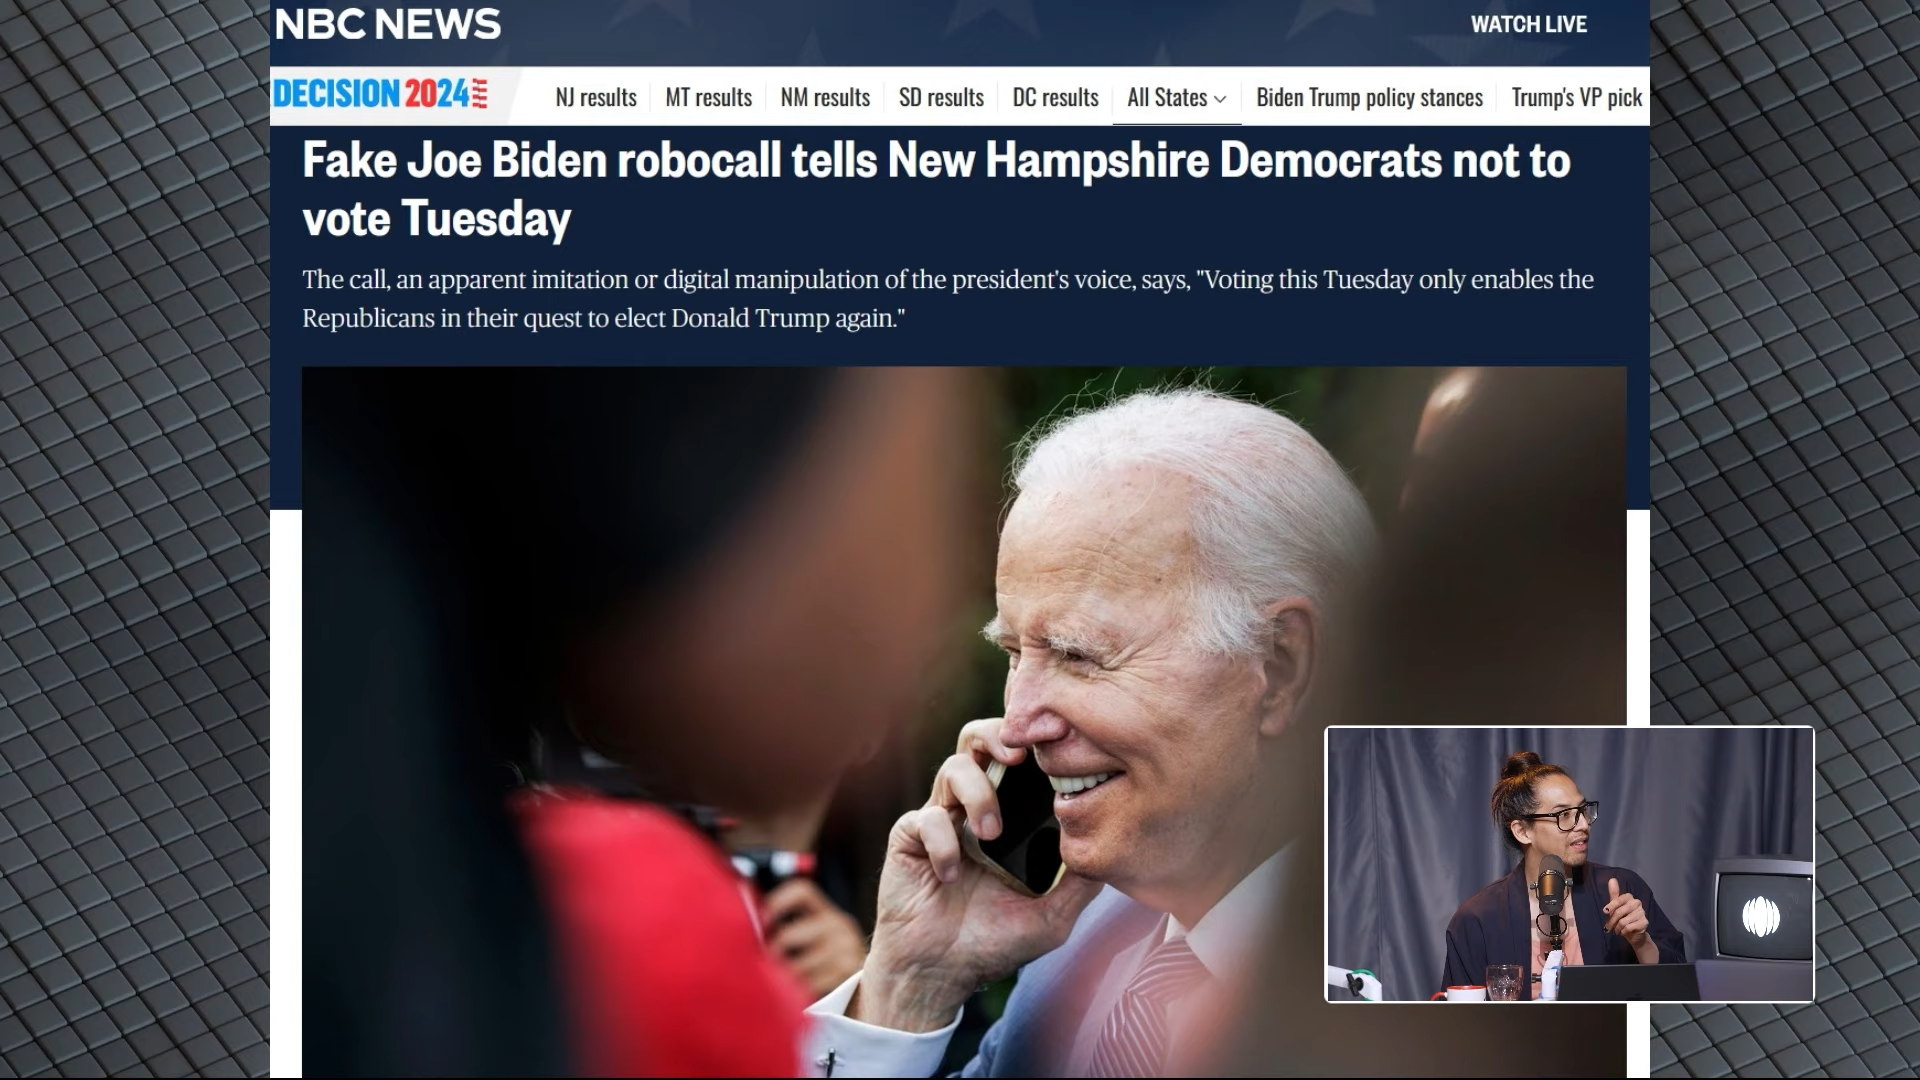 NBC NEWS
WATCH LIVE
DECISION 2024
NJ results
MT results
NM results
SD results
DC results
All States
Biden Trump policy stances
Trump's VP pick
Fake Joe Biden robocall tells New Hampshire Democrats not to
vote Tuesday
The call, an apparent imitation or digital manipulation of the president's voice, says, "Voting this Tuesday only enables the
Republicans in their quest to elect Donald Trump again."